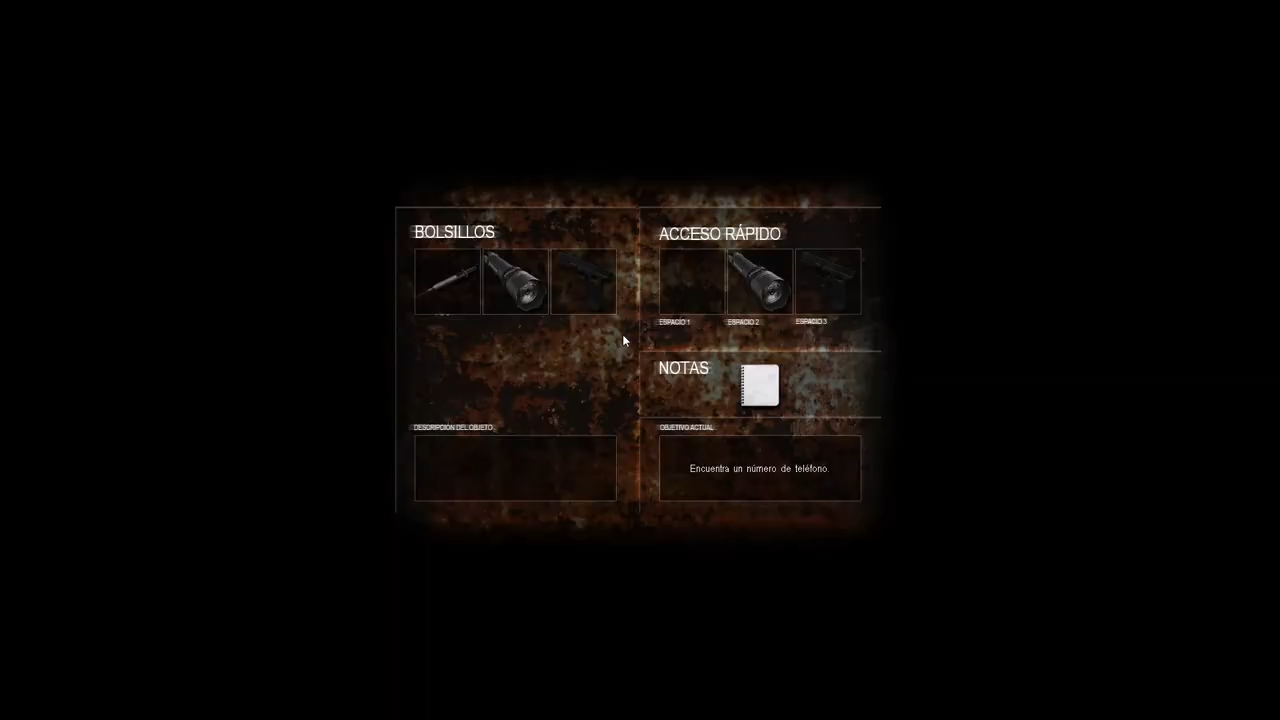 BOLSILLOS
ACCESO RÁPIDO
ESPACIO 1
ESPACIO 2
ESPACIO 3
NOTAS
DESCRIPCIÓN DEL OBJETO
OBJETIVO ACTUAL
Encuentra un número de teléfono.